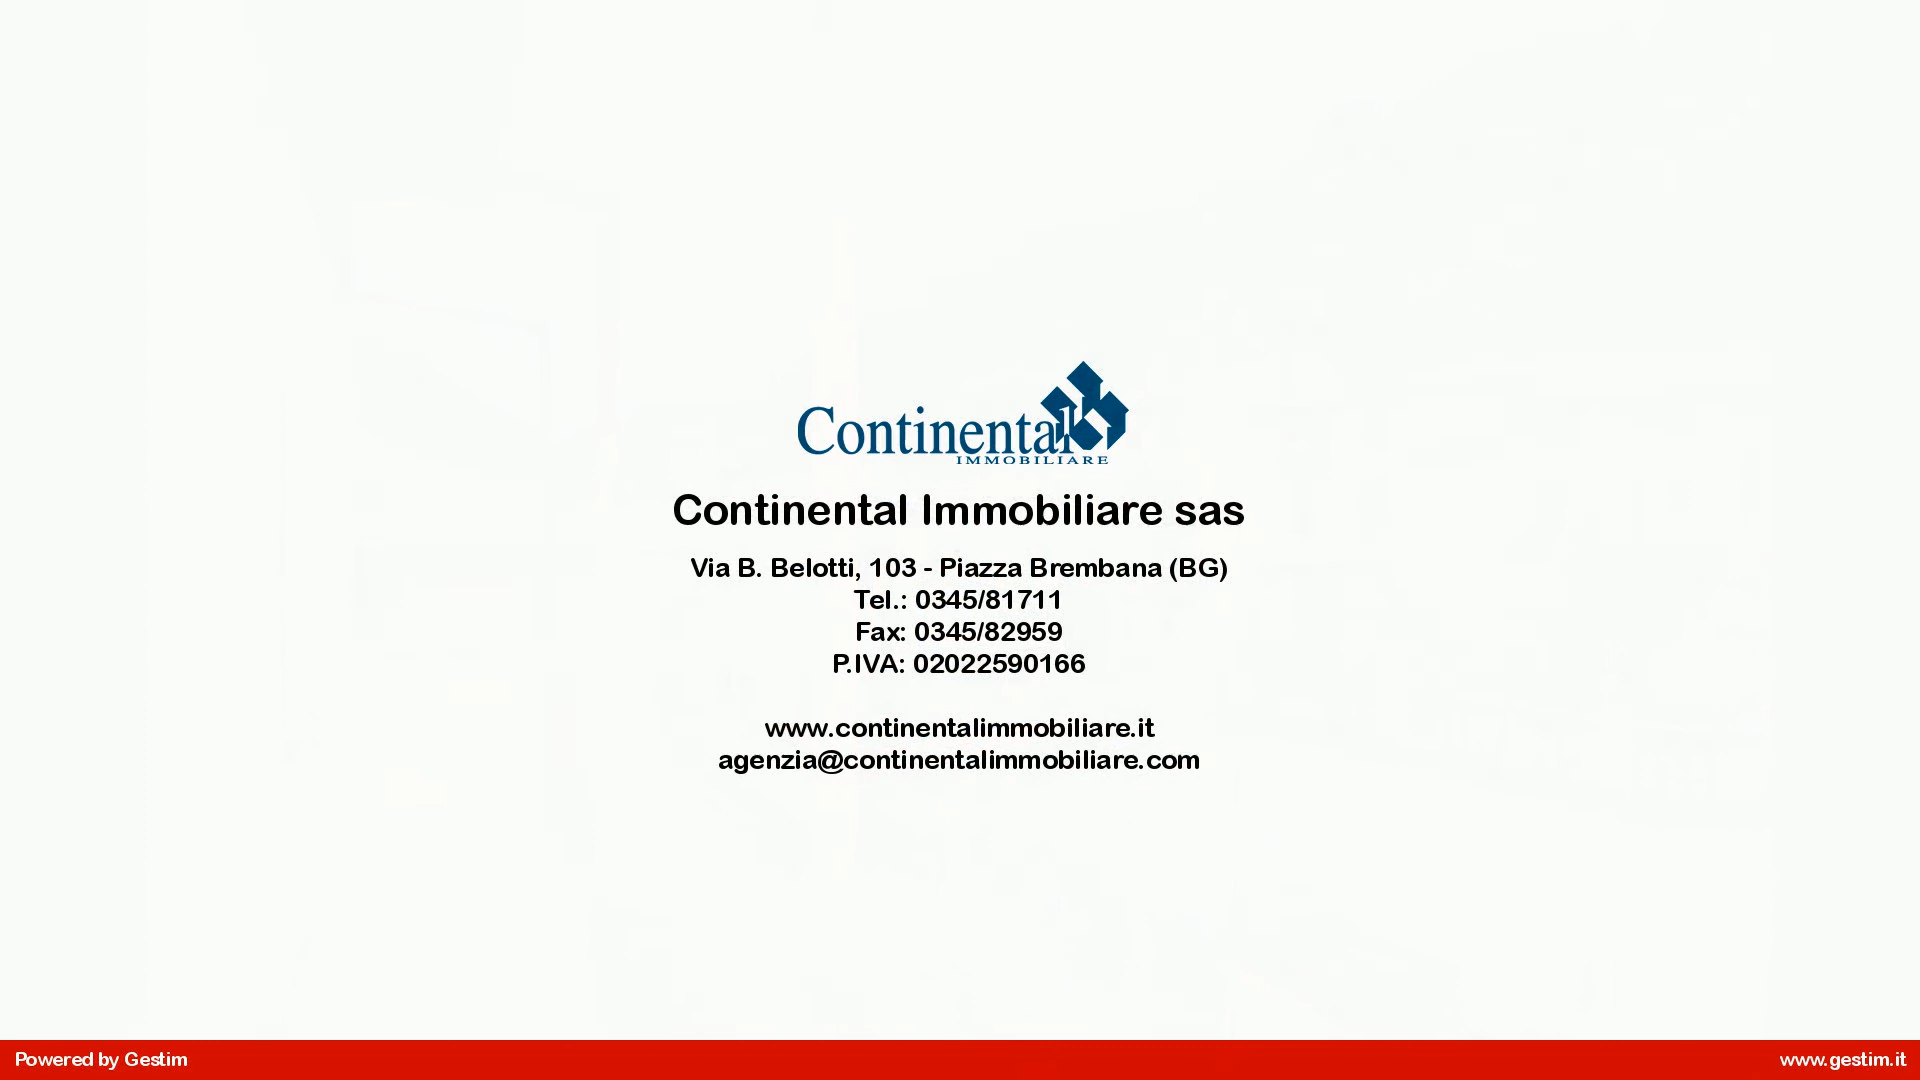 Continental
IMMOBILIARE
Continental Immobiliare sas
Via B. Belotti, 103 - Piazza Brembana (BG)
Tel.: 0345/81711
Fax: 0345/82959
P.IVA: 02022590166
www.continentalimmobiliare.it
agenzia@continentalimmobiliare.com
Powered by Gestim
www.gestim.it